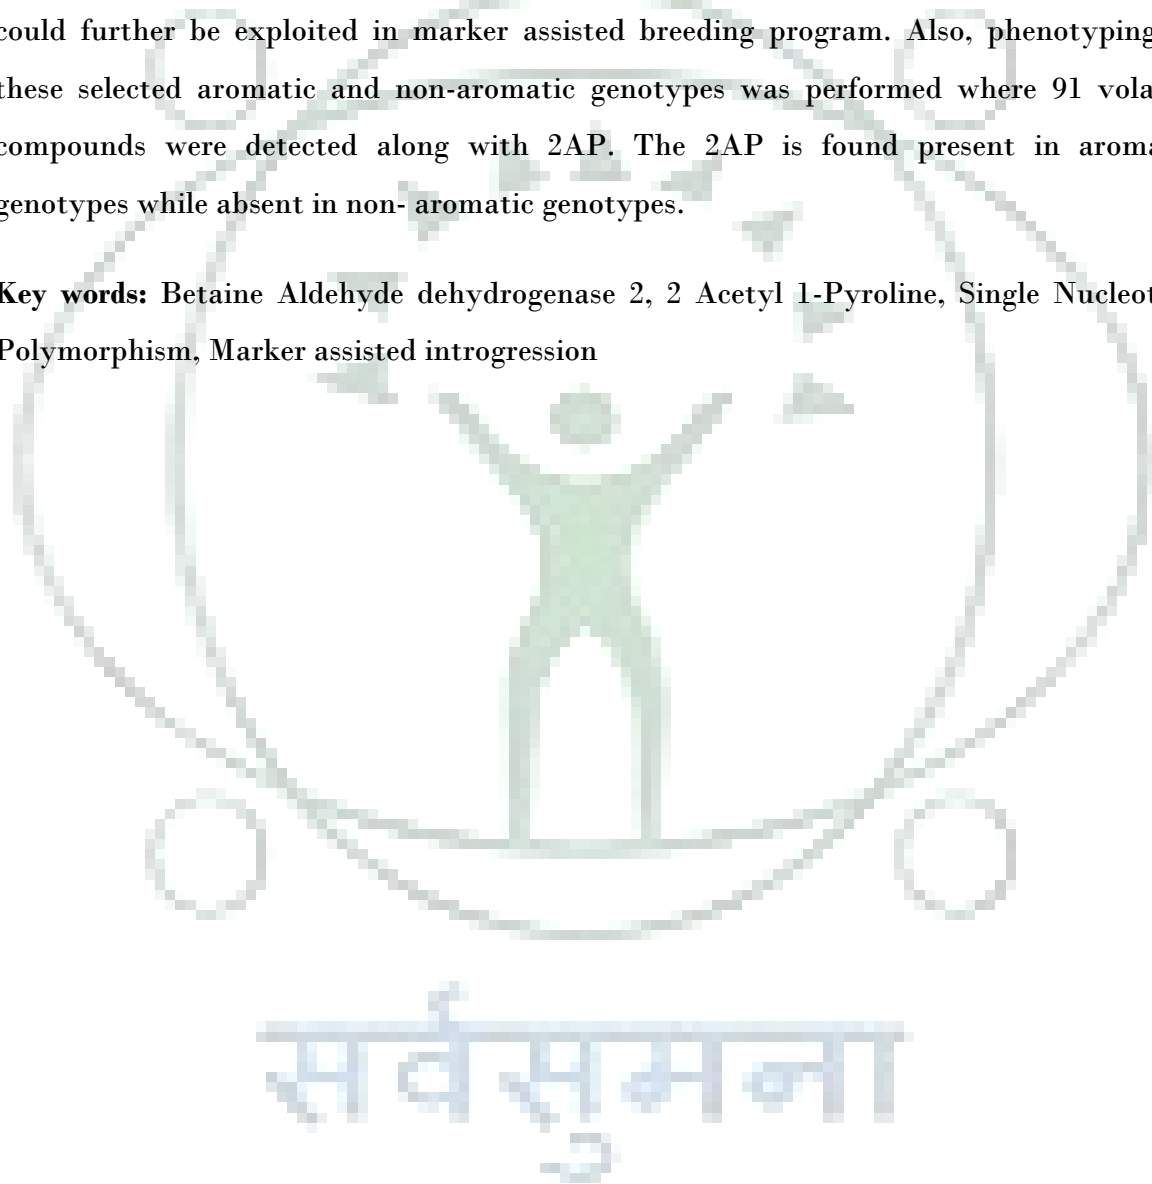 could further be exploited in marker assisted breeding program. Also, phenotyping
these selected aromatic and non-aromatic genotypes was performed where 91 vola
compounds were detected along with 2AP. The 2AP is found present in aroma
genotypes while absent in non- aromatic genotypes.
Key words: Betaine Aldehyde dehydrogenase 2, 2 Acetyl 1-Pyroline, Single Nucleot
Polymorphism, Marker assisted introgression
सर्वसुमना